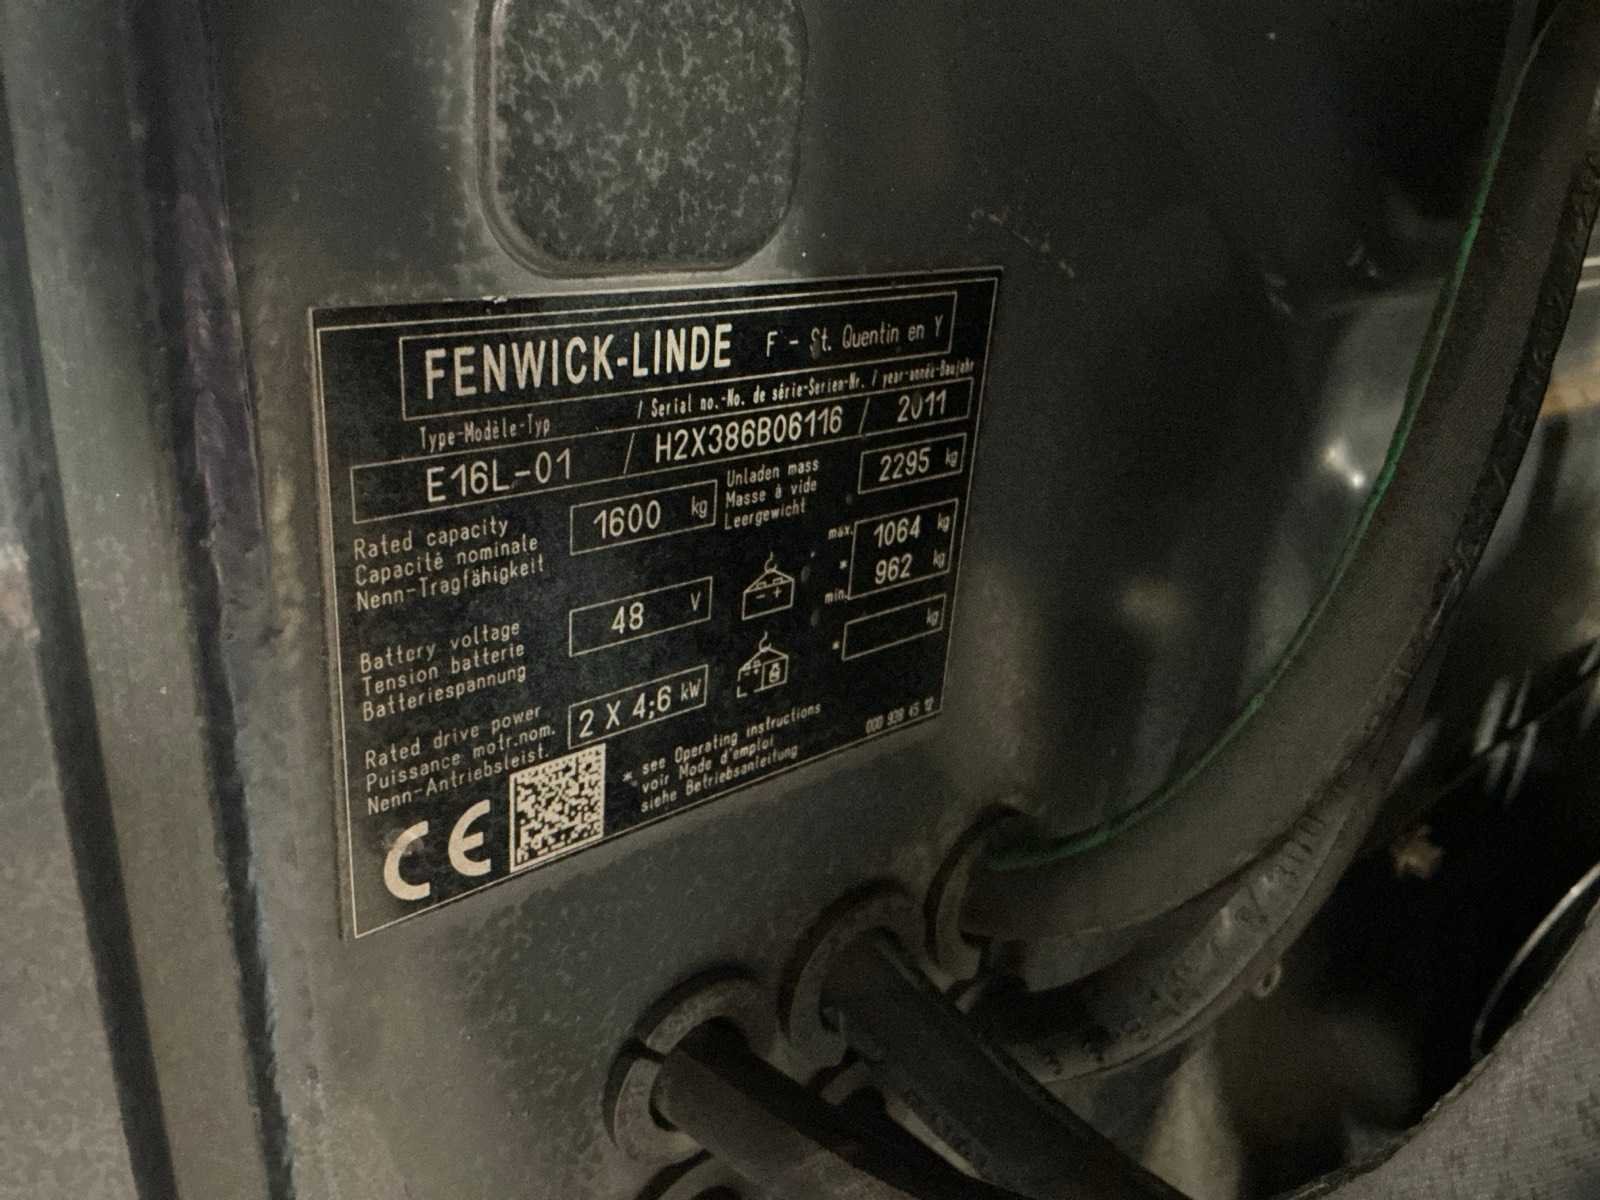 FENWICK-LINDE F - St. Quentin en Y
Type-Modèle-Typ / Serial no.-No. de série-Serien-Nr. / year-année-Baujahr
E16L-01 / H2X386B06116 / 2011
Rated capacity
Capacité nominale
Nenn-Tragfähigkeit
1600 kg
Unladen mass
Masse à vide
Leergewicht
2295 kg
Battery voltage
Tension batterie
Batteriespannung
48 V
- +
max. 1064 kg
*
min. 962 kg
* kg
Rated drive power
Puissance motr.nom.
Nenn-Antriebsleist.
2 X 4;6 kW
CE
* see Operating instructions
voir Mode d'emploi
siehe Betriebsanleitung